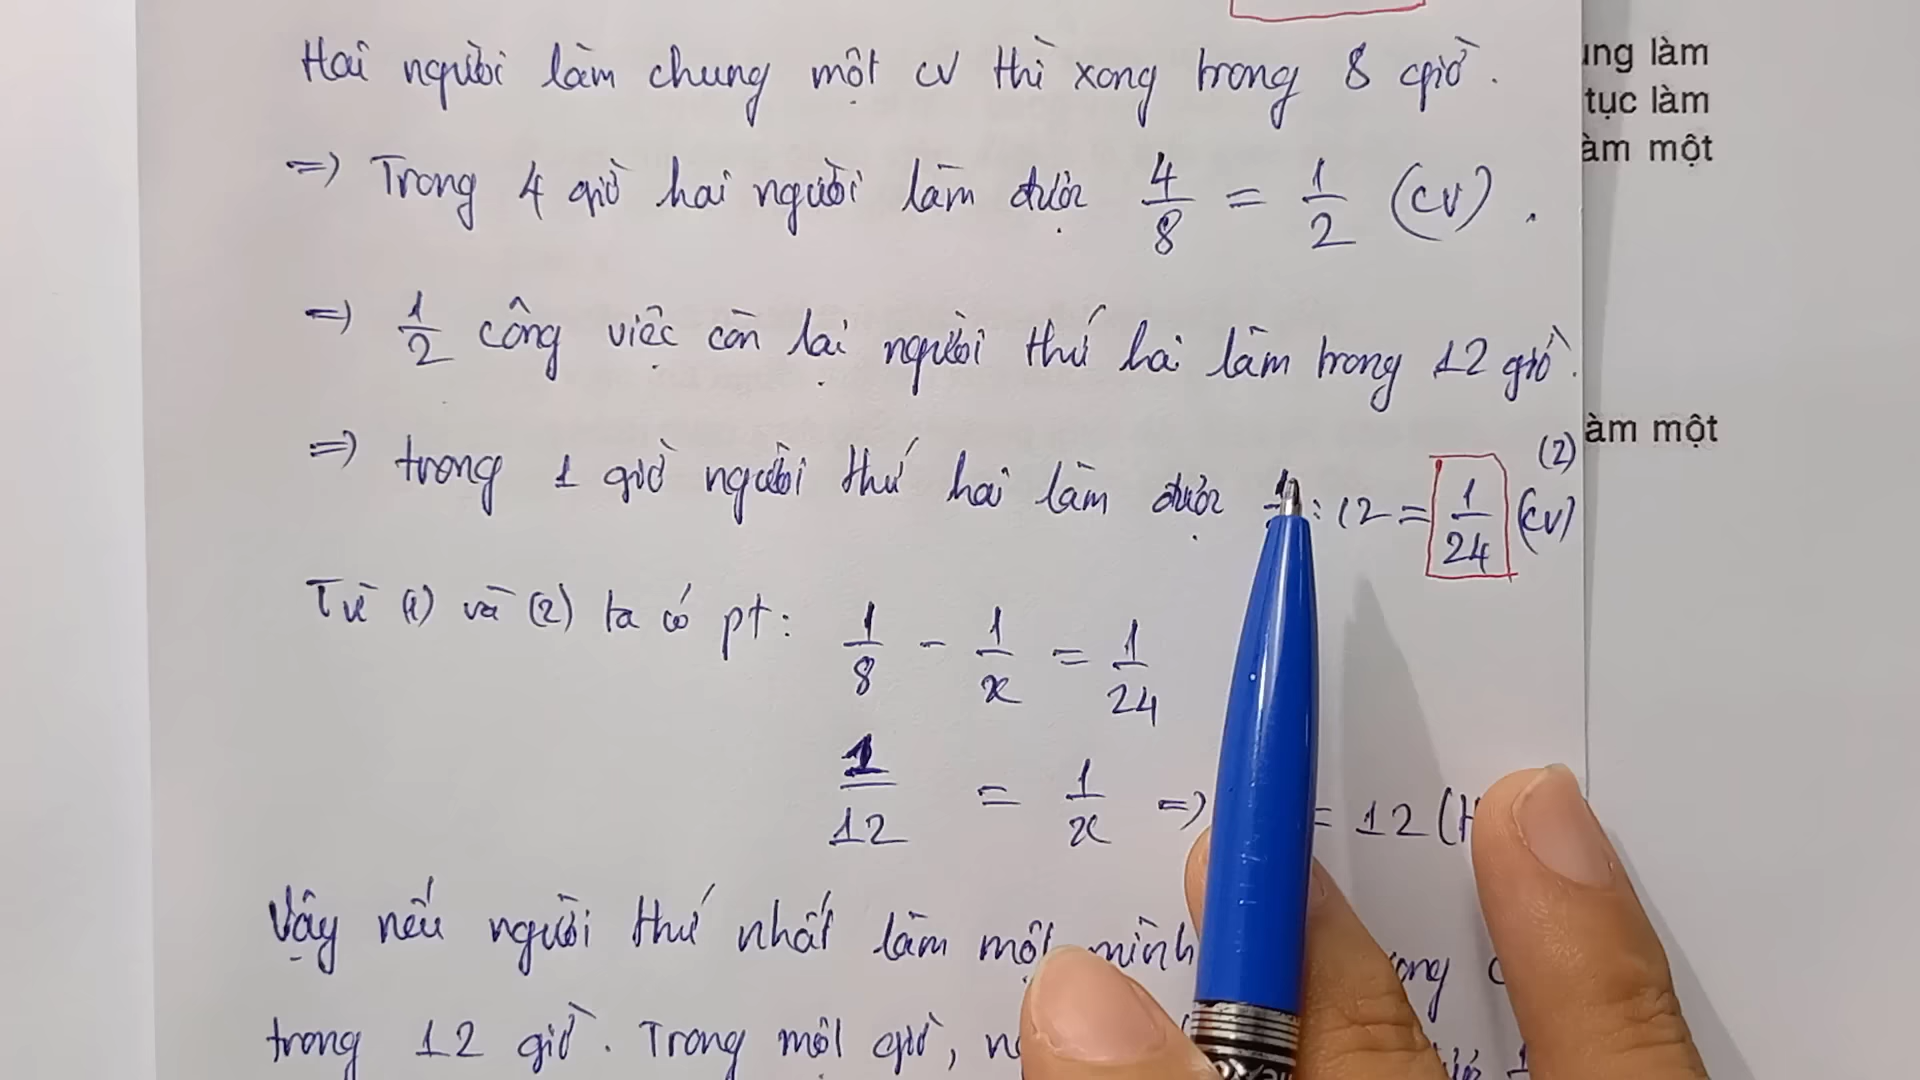 Hai người làm chung một cv thì xong trong 8 giờ.
=) Trong 4 giờ hai người làm được 4/8 = 1/2 (cv).
=) 1/2 công việc còn lại người thứ hai làm trong 12 giờ.
=) trong 1 giờ người thứ hai làm được : 12 = 1/24 (cv) (2)
Từ (1) và (2) ta có pt: 1/8 - 1/x = 1/24
1/12 = 1/x =) = 12
Vậy nếu người thứ nhất làm một mình
trong 12 giờ. Trong một giờ,
tục làm
àm một
àm một